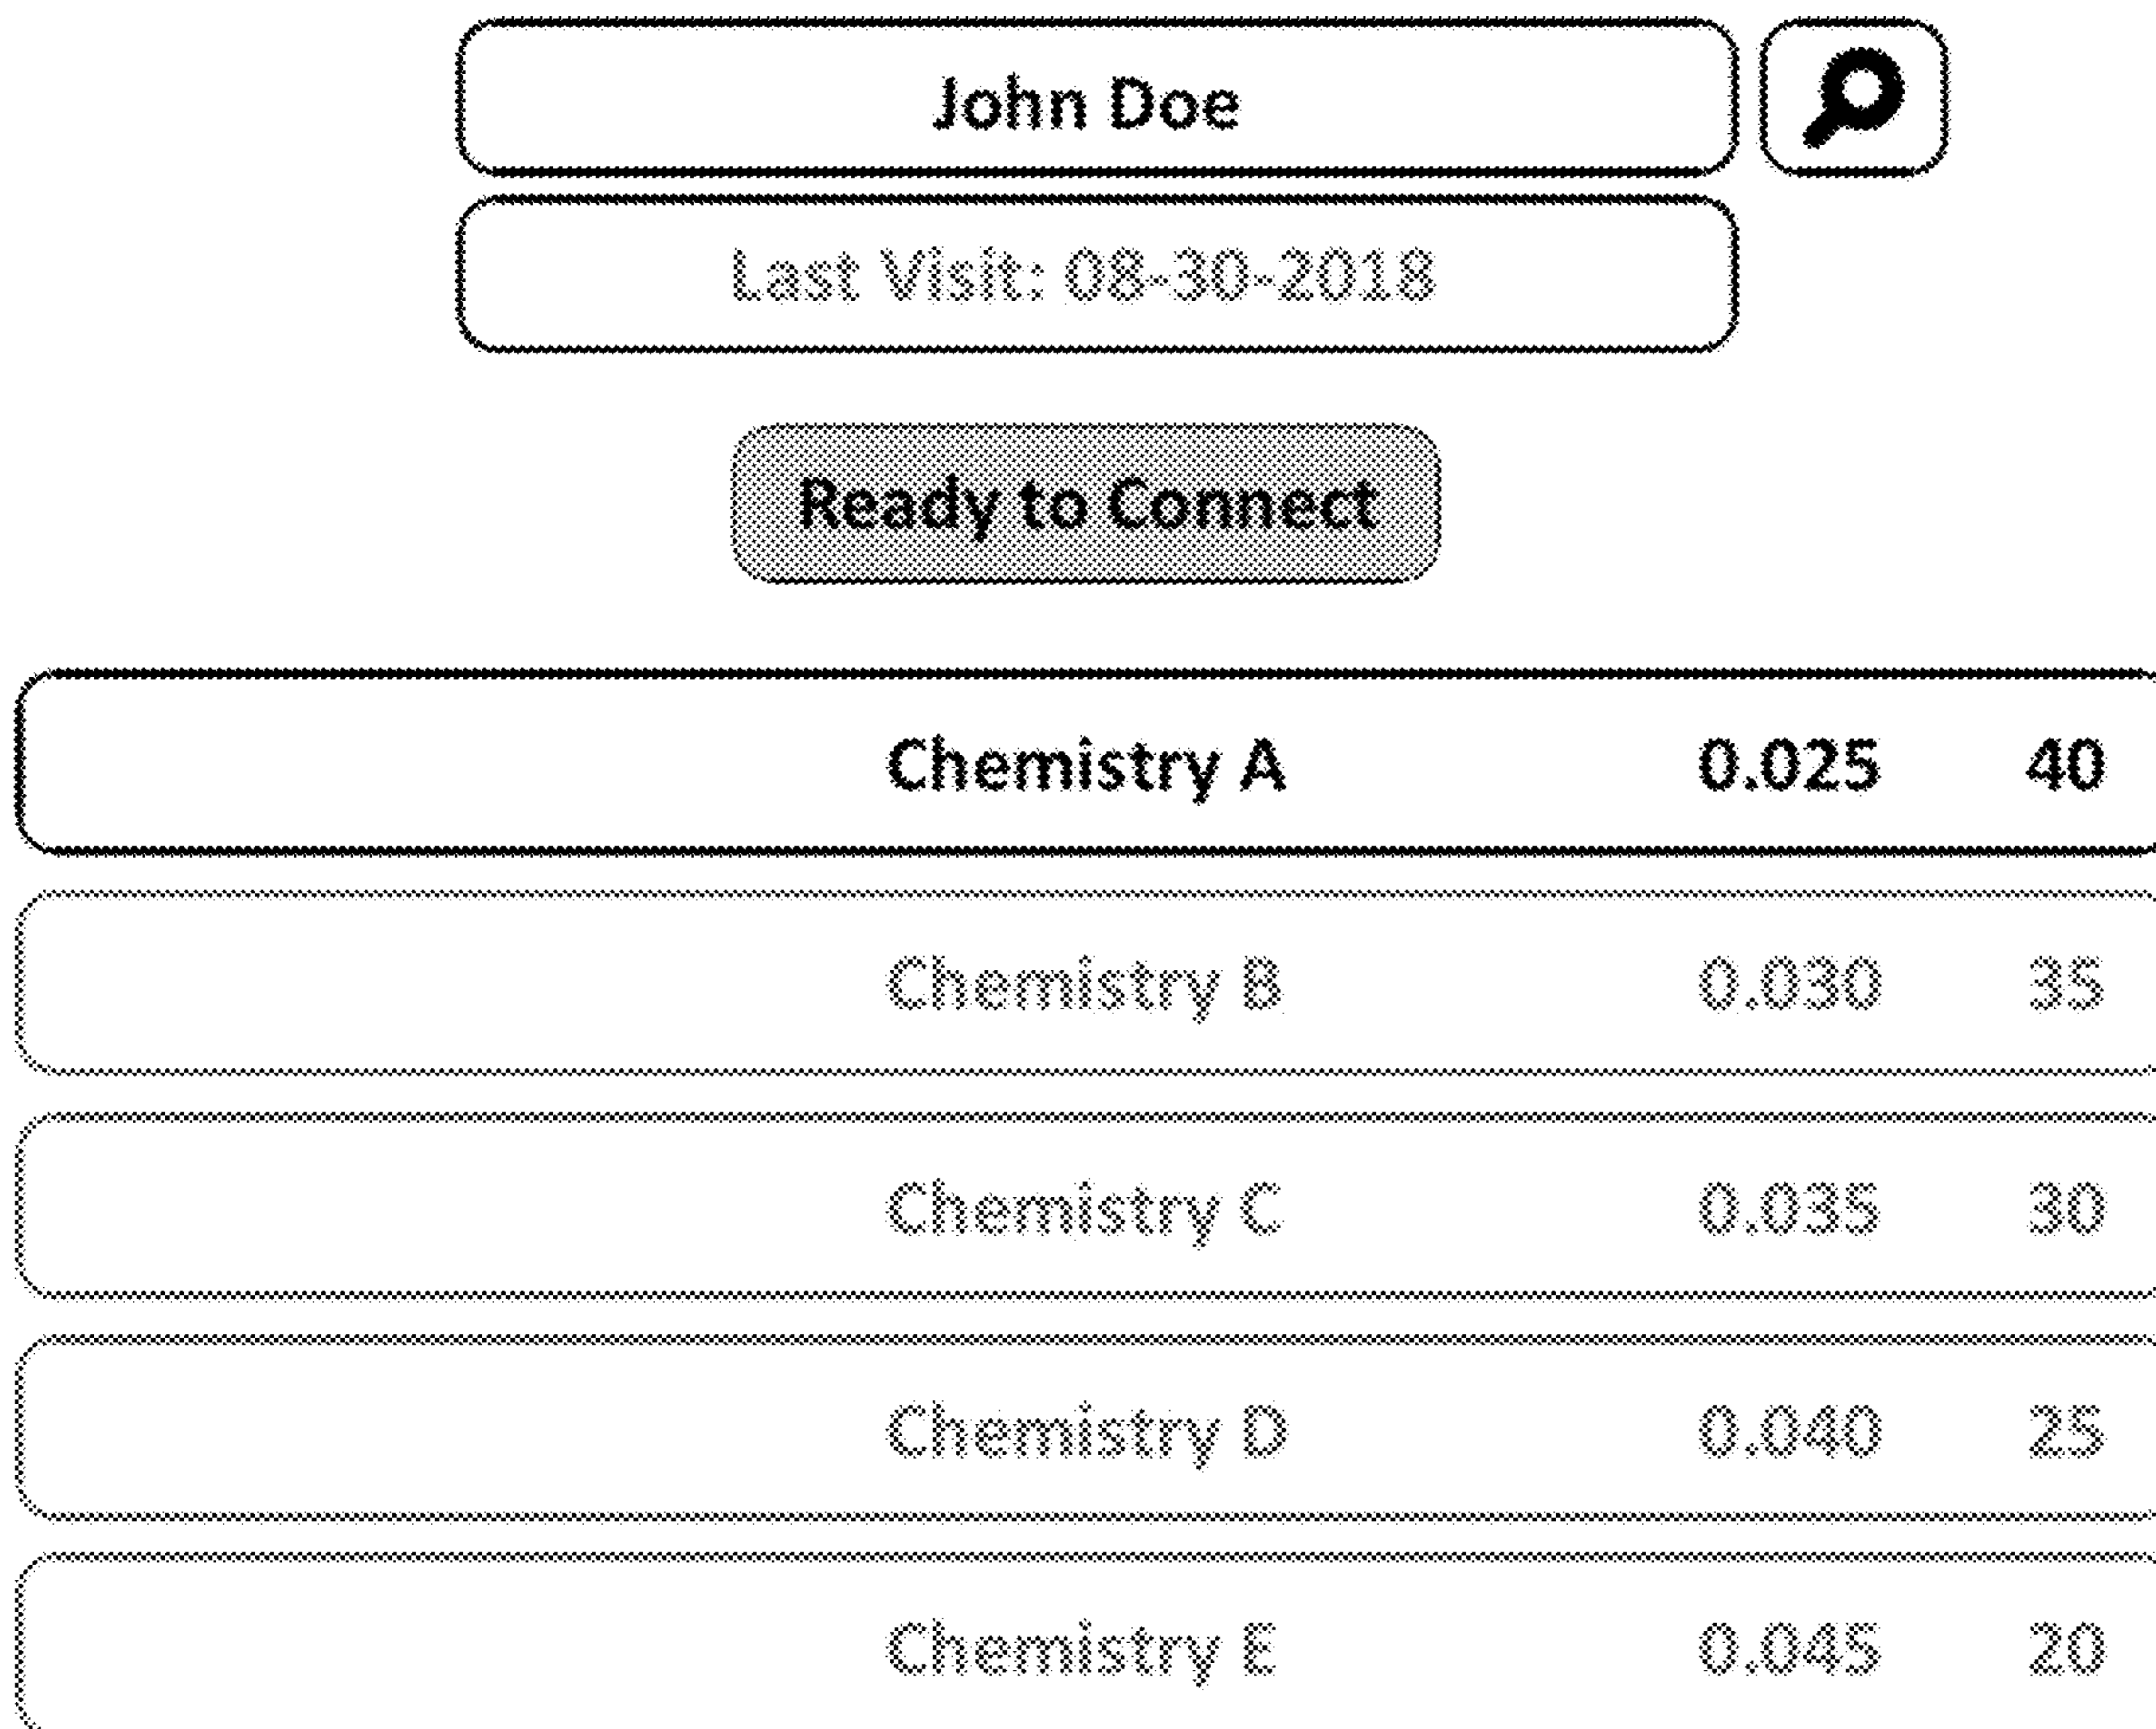 John Doe
Last Visit: 08-30-2018
Ready to Connect
Chemistry A 0.025 40
Chemistry B 0.030 35
Chemistry C 0.035 30
Chemistry D 0.040 25
Chemistry E 0.045 20